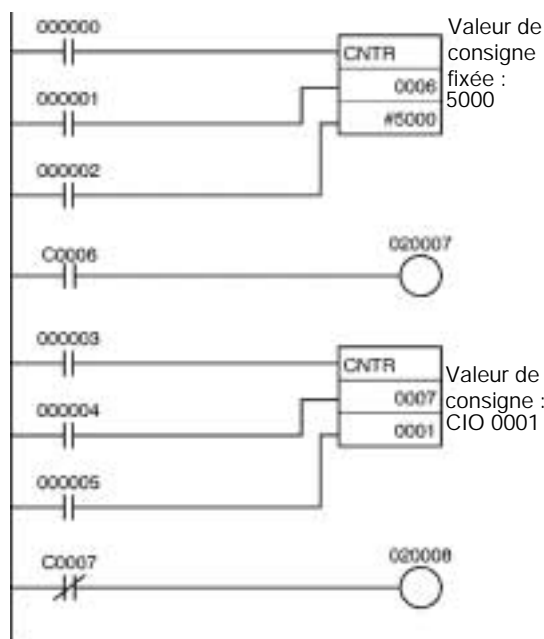 000000
CNTR
0006
#5000
Valeur de
consigne
fixée :
5000
000001
000002
C0006
020007
000003
CNTR
0007
0001
Valeur de
consigne :
CIO 0001
000004
000005
C0007
020008